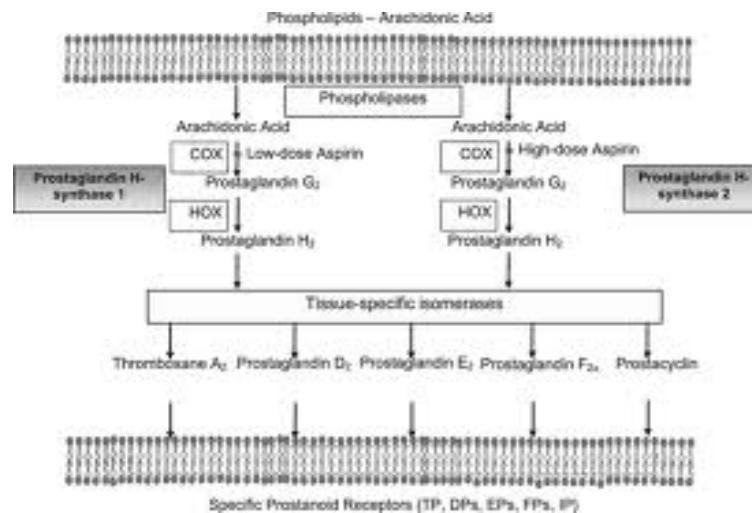 Phospholipids – Arachidonic Acid
Phospholipases
Arachidonic Acid
Arachidonic Acid
COX
Low-dose Aspirin
COX
High-dose Aspirin
Prostaglandin H-
synthase 1
Prostaglandin G₂
Prostaglandin G₂
Prostaglandin H-
synthase 2
HOX
HOX
Prostaglandin H₂
Prostaglandin H₂
Tissue-specific isomerases
Thromboxane A₂
Prostaglandin D₂
Prostaglandin E₂
Prostaglandin F₂α
Prostacyclin
Specific Prostanoid Receptors (TP, DPs, EPs, FPs, IP)